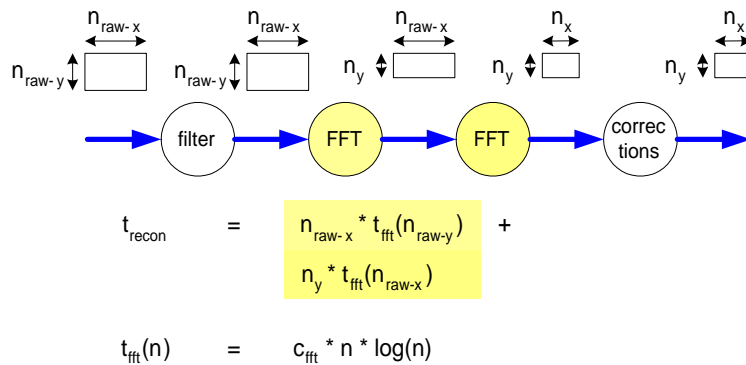 n_raw-x n_raw-x n_raw-x n_x n_x
n_raw-y n_raw-y n_y n_y n_y
filter FFT FFT correc
tions
t_recon = n_raw-x * t_fft(n_raw-y) +
n_y * t_fft(n_raw-x)
t_fft(n) = c_fft * n * log(n)